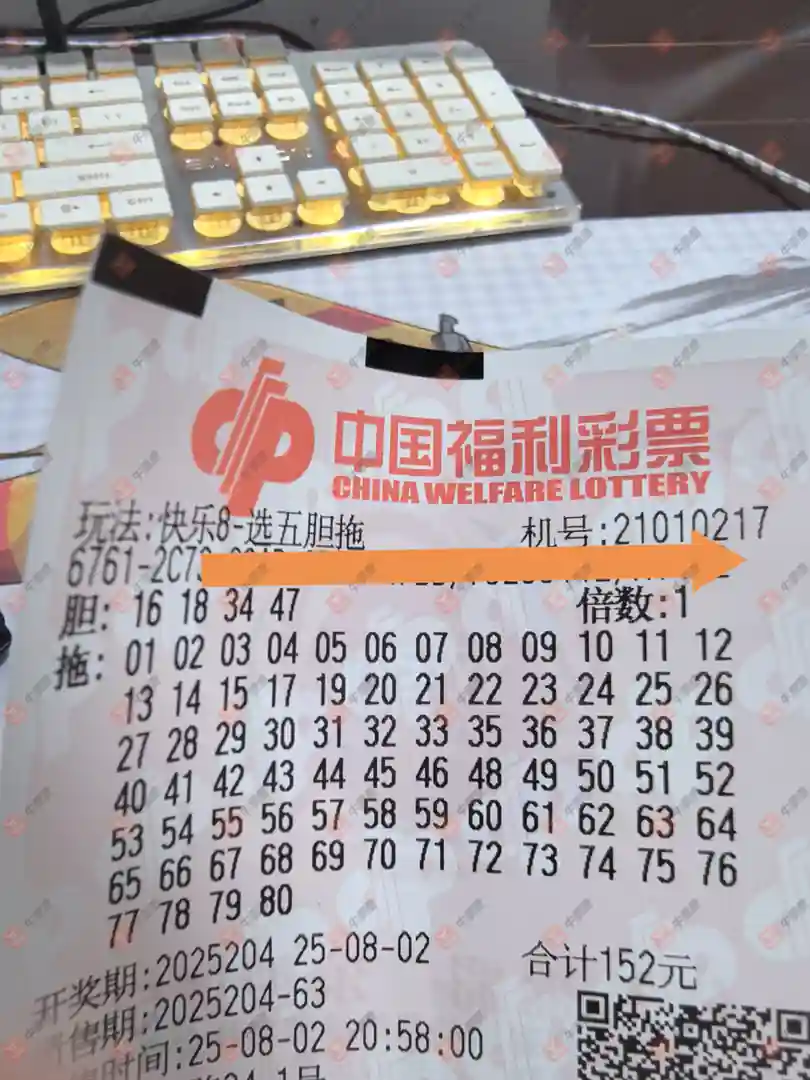 中国福利彩票
CHINA WELFARE LOTTERY
玩法:快乐8-选五胆拖 机号:21010217
6761-2C7
胆: 16 18 34 47 倍数:1
拖: 01 02 03 04 05 06 07 08 09 10 11 12
13 14 15 17 19 20 21 22 23 24 25 26
27 28 29 30 31 32 33 35 36 37 38 39
40 41 42 43 44 45 46 48 49 50 51 52
53 54 55 56 57 58 59 60 61 62 63 64
65 66 67 68 69 70 71 72 73 74 75 76
77 78 79 80
开奖期:2025204 25-08-02 合计152元
售期:2025204-63
时间:25-08-02 20:58:00